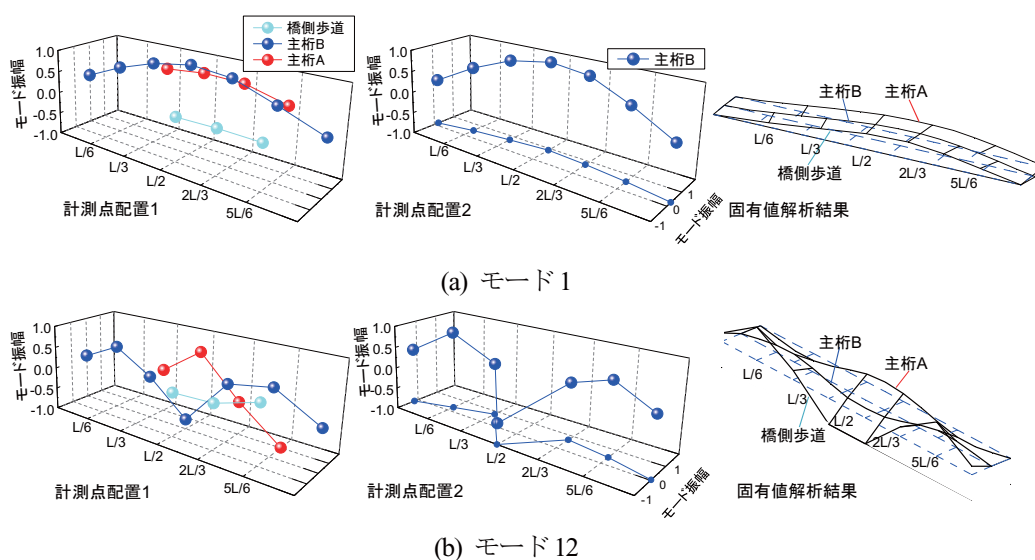 橋側歩道
主桁B
主桁A
モード振幅
1.0
0.5
0.0
-0.5
-1.0
L/6
L/3
L/2
2L/3
5L/6
計測点配置1
主桁B
モード振幅
1.0
0.5
0.0
-0.5
-1.0
L/6
L/3
L/2
2L/3
5L/6
1
0
-1
モード振幅
計測点配置2
主桁A
主桁B
L/6
L/3
L/2
2L/3
5L/6
橋側歩道
固有値解析結果
(a) モード1
モード振幅
1.0
0.5
0.0
-0.5
-1.0
L/6
L/3
L/2
2L/3
5L/6
計測点配置1
モード振幅
1.0
0.5
0.0
-0.5
-1.0
L/6
L/3
L/2
2L/3
5L/6
1
0
-1
モード振幅
計測点配置2
主桁B
主桁A
L/6
L/3
L/2
2L/3
5L/6
橋側歩道
固有値解析結果
(b) モード12